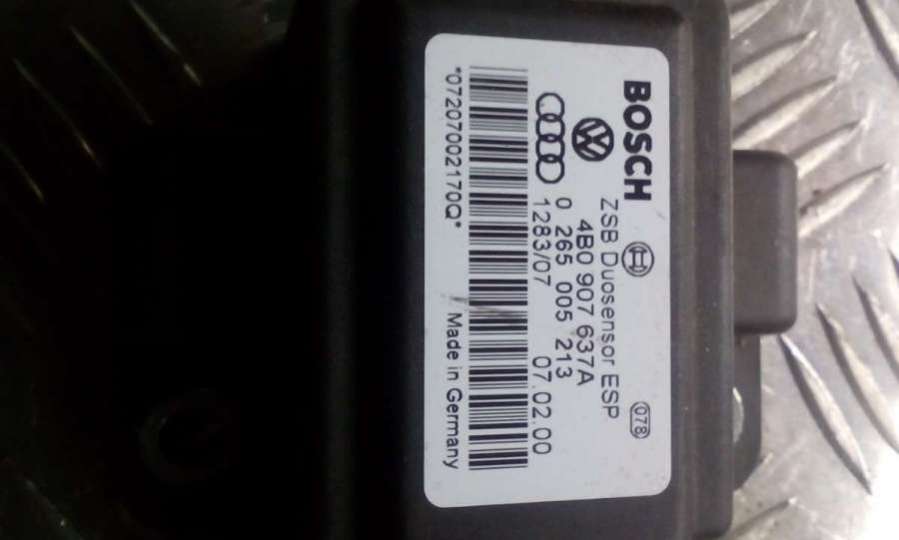 BOSCH
ZSB Duosensor ESP
078
4B0 907 637A
0 265 005 213
1283/07 07.02.00
*07207002170Q* Made in Germany